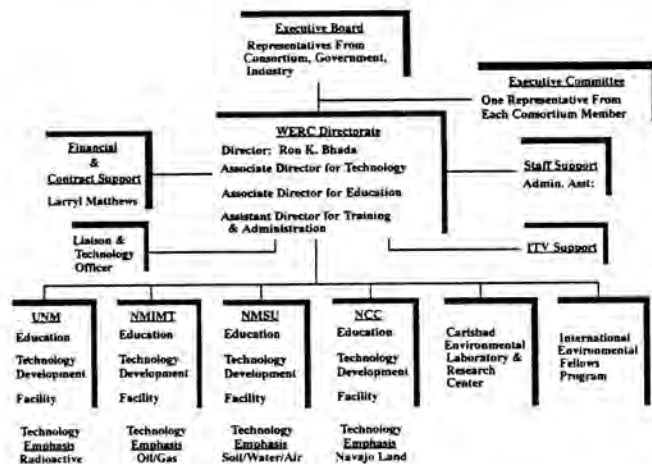 Executive Board
Representatives From
Consortium, Government,
Industry
Executive Committee
One Representative From
Each Consortium Member
WERC Directorate
Director: Ron K. Bhada
Associate Director for Technology
Associate Director for Education
Assistant Director for Training
& Administration
Financial
&
Contract Support
Larryl Matthews
Staff Support
Admin. Asst:
Liaison &
Technology
Officer
ITV Support
UNM
Education
Technology
Development
Facility
Technology
Emphasis
Radioactive
NMIMT
Education
Technology
Development
Facility
Technology
Emphasis
Oil/Gas
NMSU
Education
Technology
Development
Facility
Technology
Emphasis
Soil/Water/Air
NCC
Education
Technology
Development
Facility
Technology
Emphasis
Navajo Land
Carlsbad
Environmental
Laboratory &
Research
Center
International
Environmental
Fellows
Program